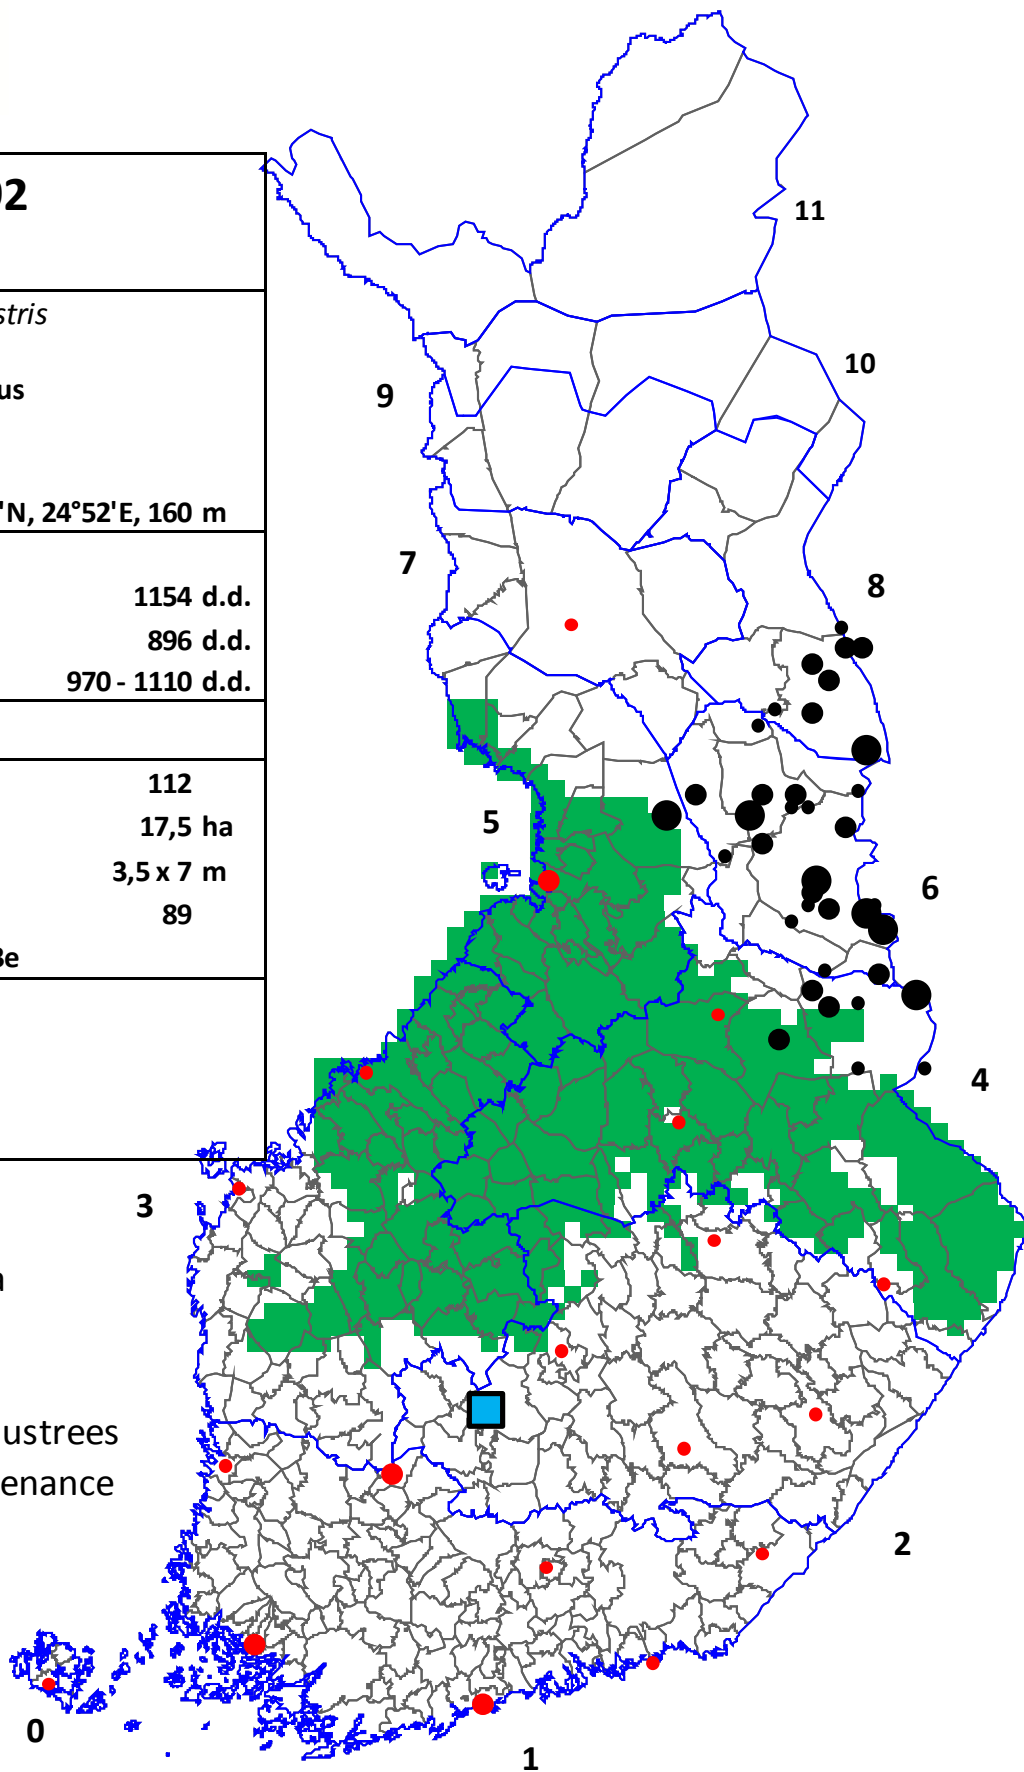 02
stris
us
'N, 24°52'E, 160 m
1154 d.d.
896 d.d.
970 - 1110 d.d.
112
17,5 ha
3,5 x 7 m
89
Be
a
ustrees
enance
11
10
9
7
8
5
6
4
3
2
0
1